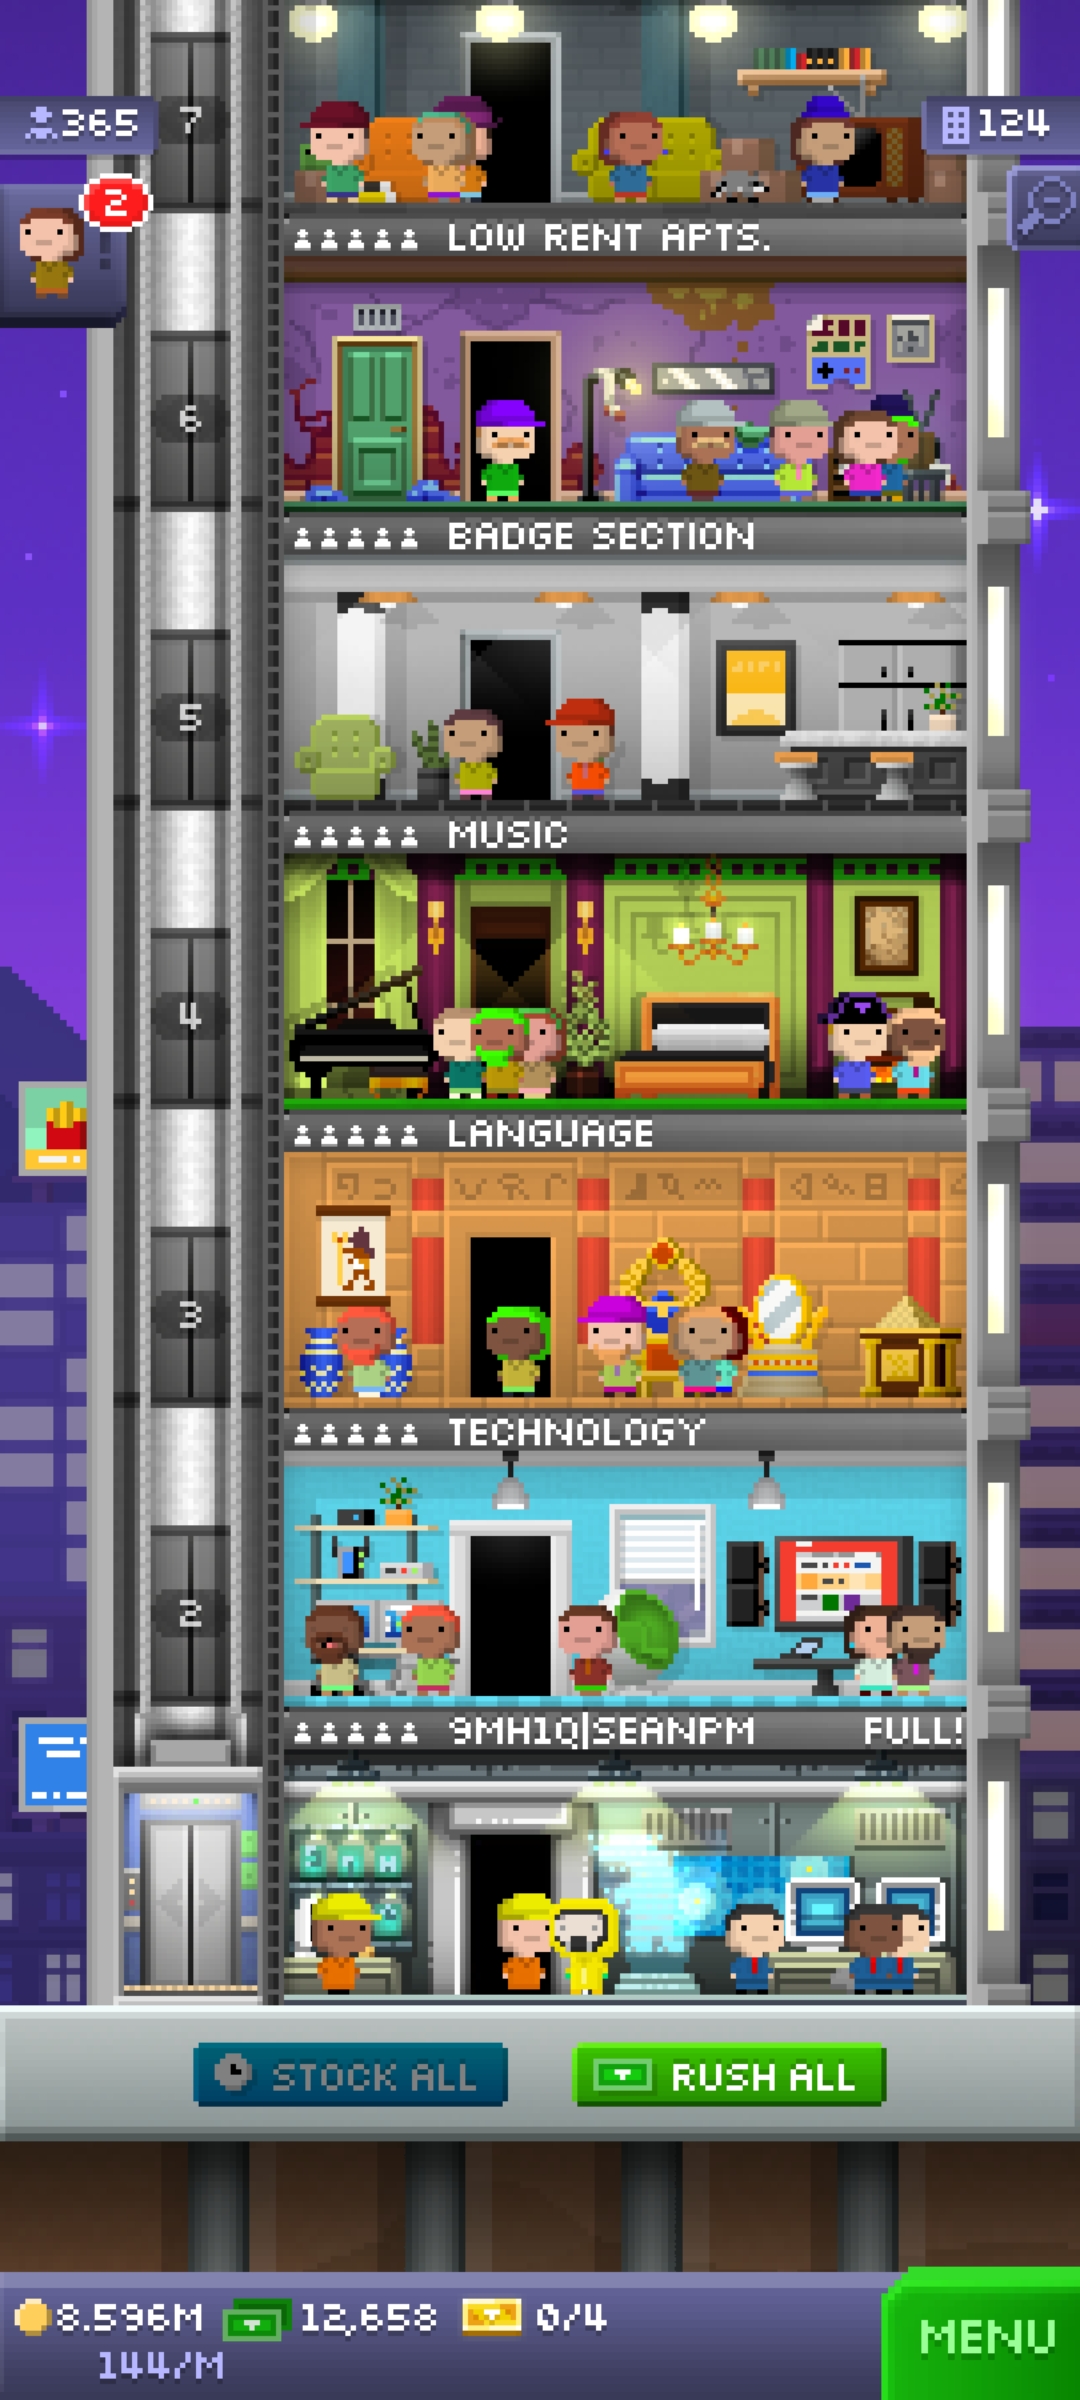 365
7
124
2
LOW RENT APTS.
6
BADGE SECTION
5
MUSIC
4
LANGUAGE
3
TECHNOLOGY
2
9MH1Q|SEANPM FULL!
STOCK ALL
RUSH ALL
8.596M 12,658 0/4
144/M
MENU